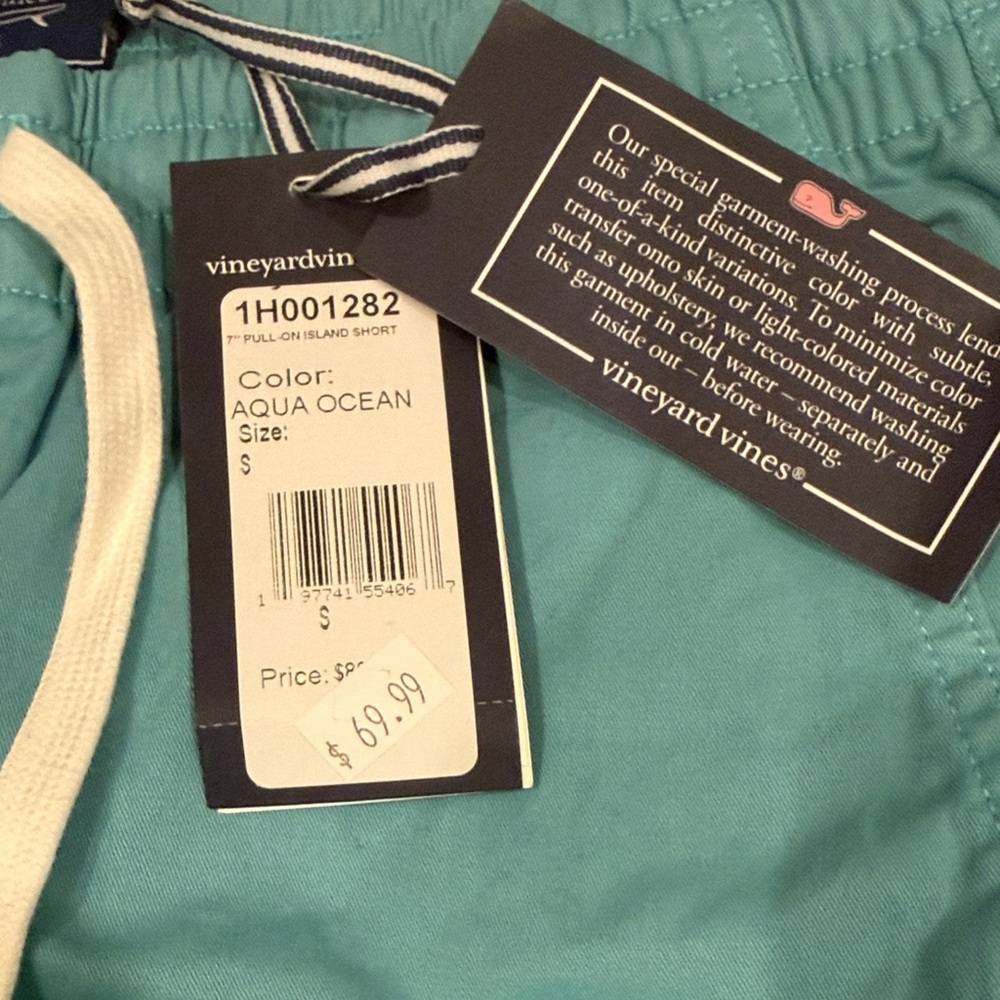 vineyardvin
1H001282
7" PULL-ON ISLAND SHORT
Color:
AQUA OCEAN
Size:
S
1 97741 55406 7
S
Price: $8
$ 69.99
Our special garment-washing process lend
this item distinctive color with subtle,
one-of-a-kind variations. To minimize color
transfer onto skin or light-colored materials
such as upholstery, we recommend washing
this garment in cold water – separately and
inside out – before wearing.
vineyard vines®